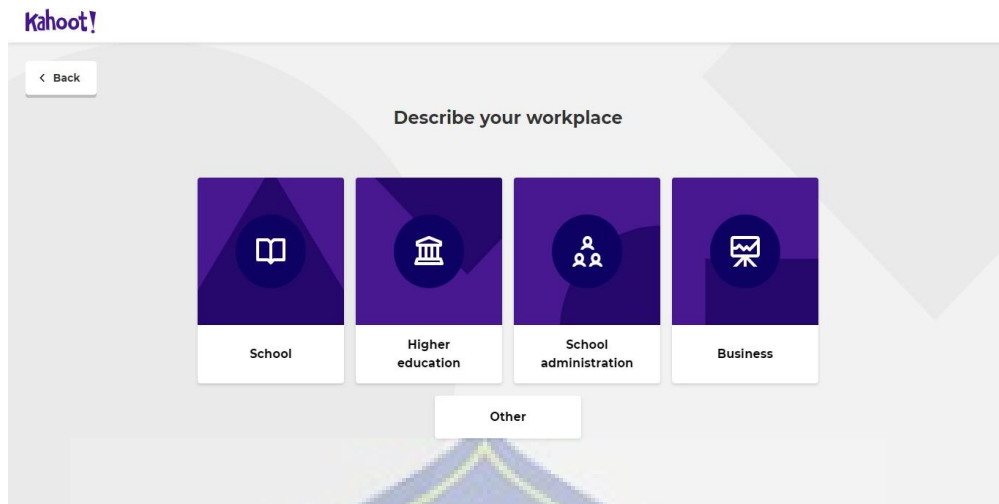 Kahoot!
Back
Describe your workplace
School
Higher
education
School
administration
Business
Other